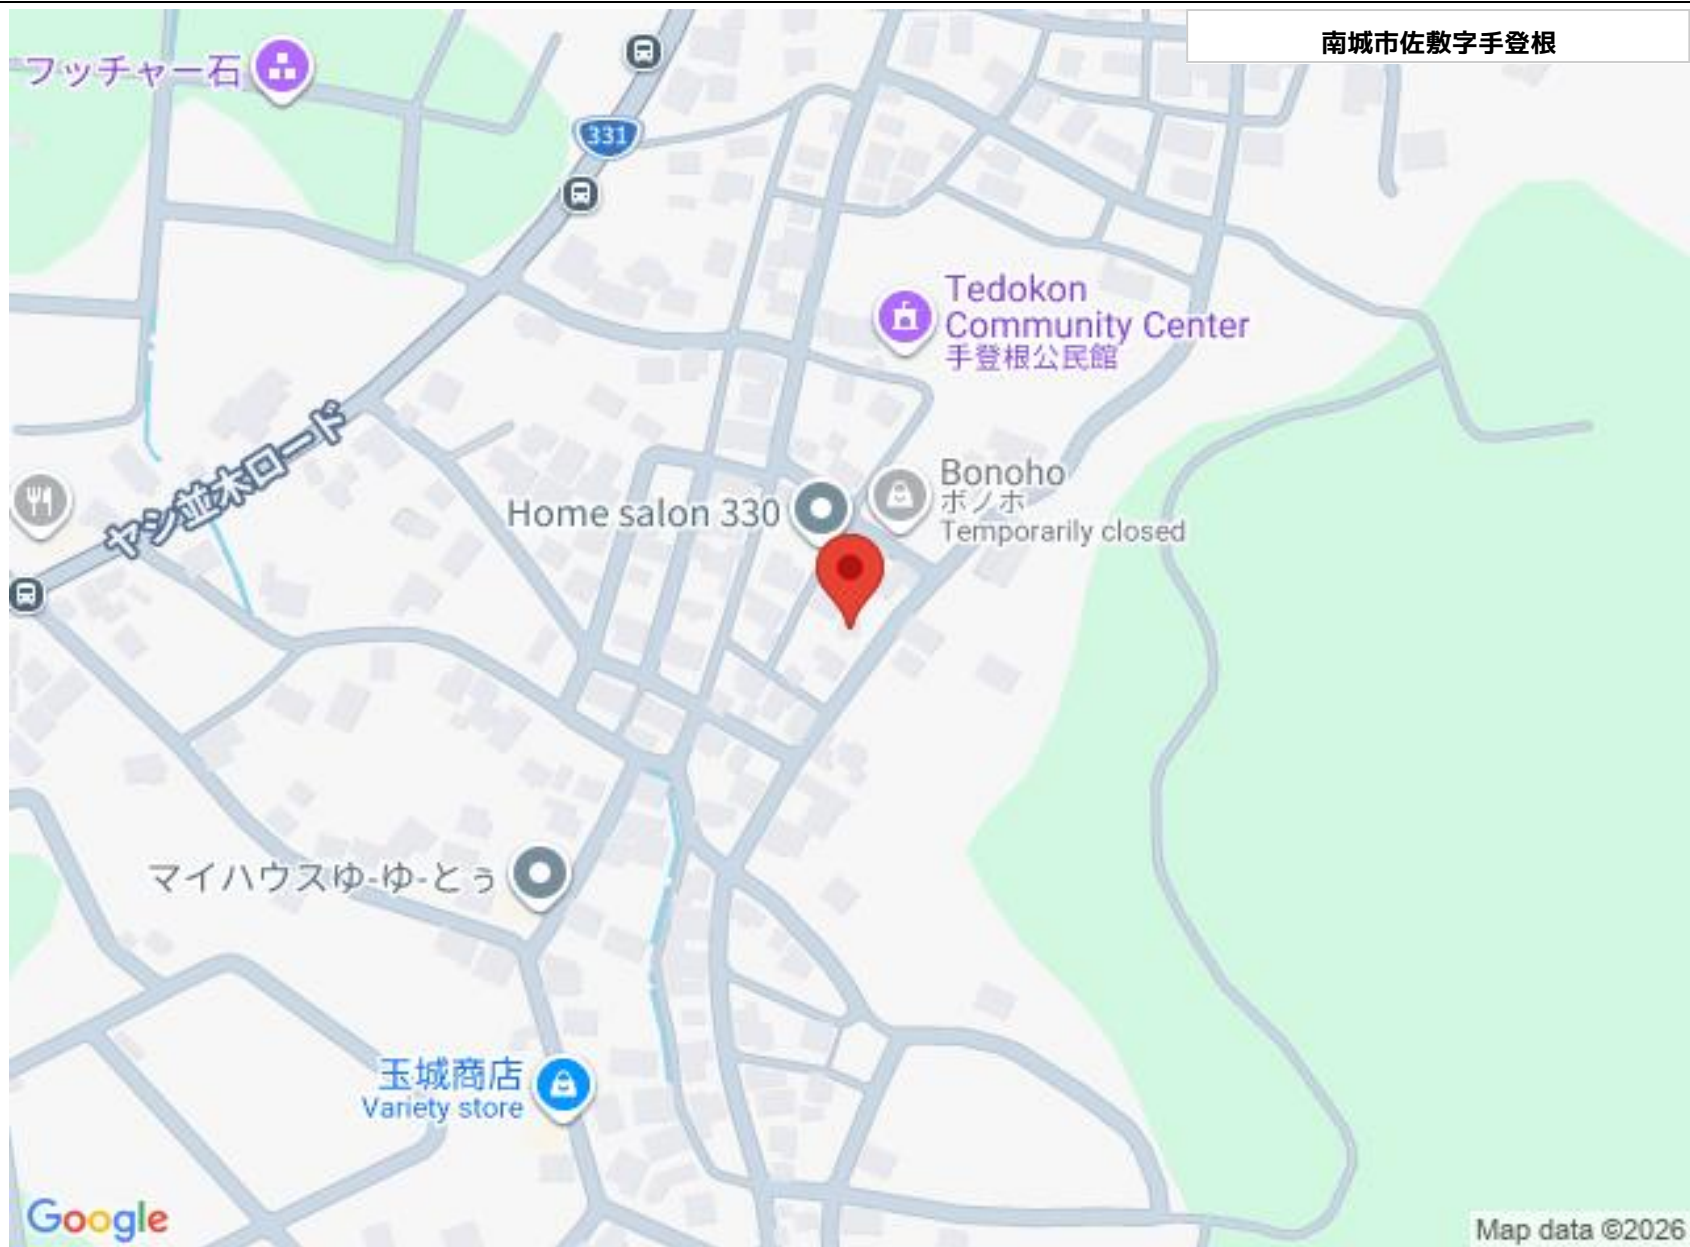 南城市佐敷字手登根
フッチャー石
331
Tedokon
Community Center
手登根公民館
ヤシ並木ロード
Bonoho
ボノホ
Temporarily closed
Home salon 330
マイハウスゆ-ゆ-とぅ
玉城商店
Variety store
Google
Map data ©2026